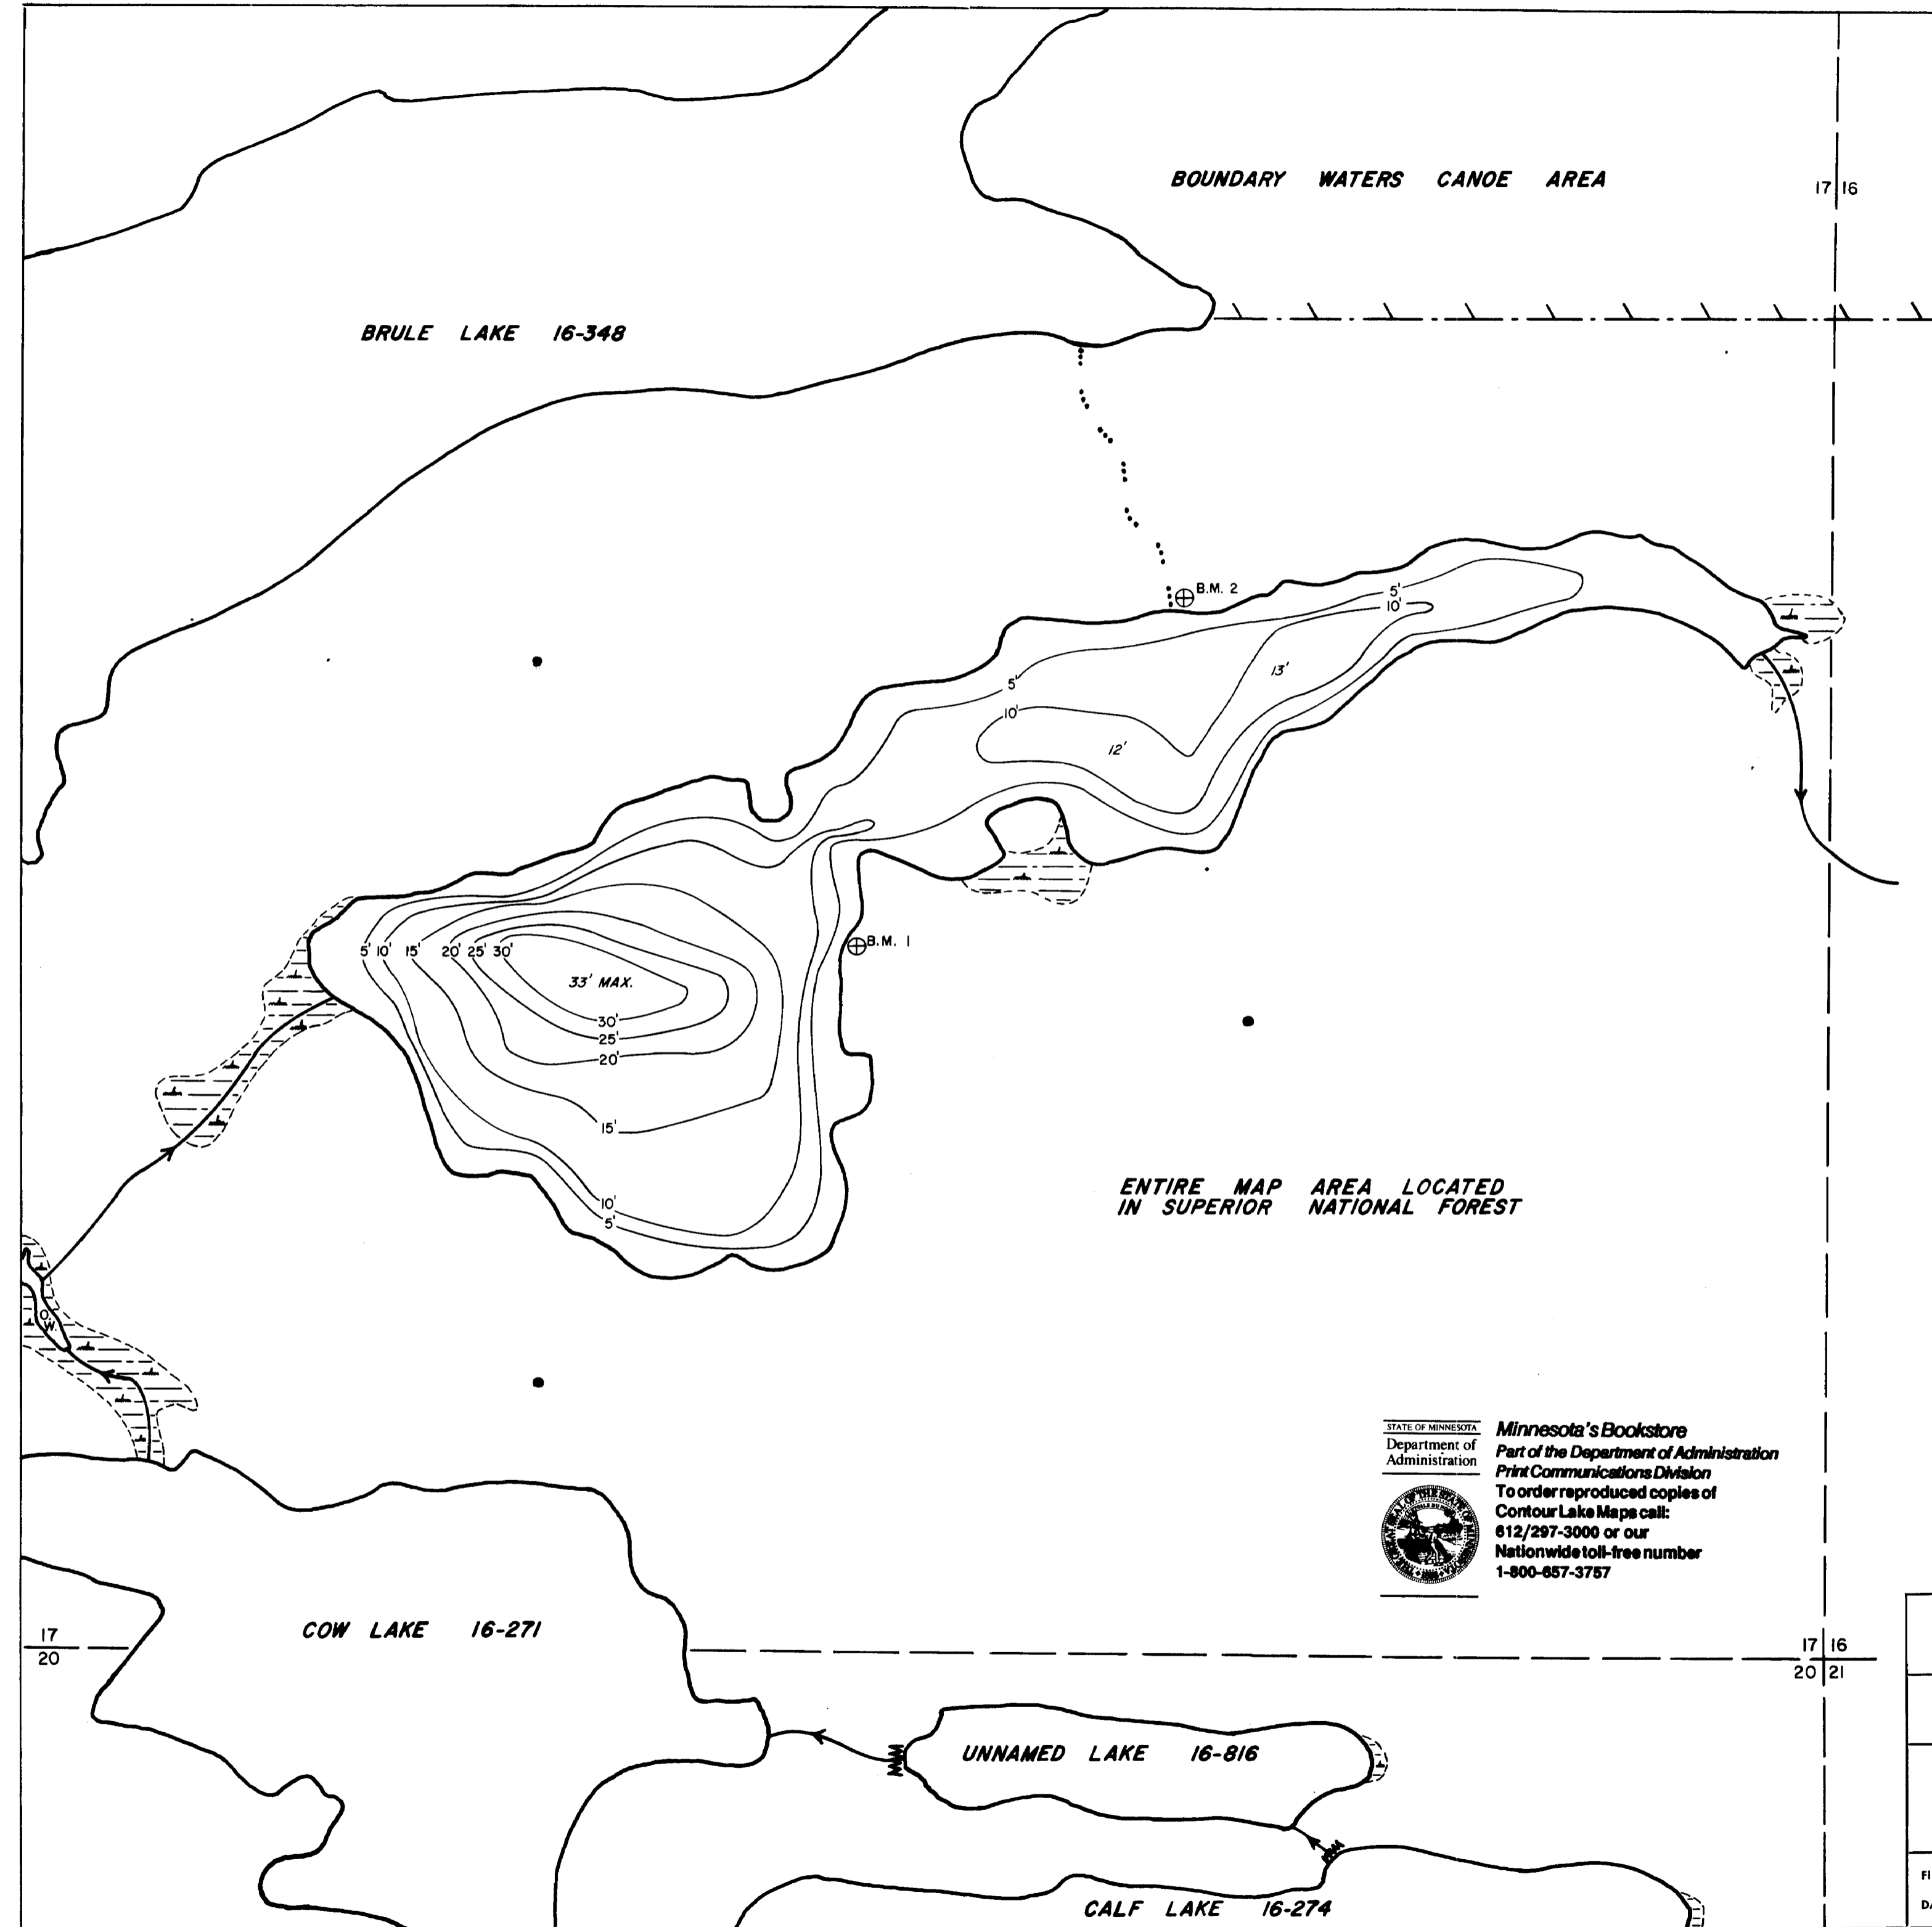 BOUNDARY WATERS CANOE AREA
17 16
BRULE LAKE 16-348
B.M. 2
5'
10'
13'
5'
10'
12'
B.M. 1
5' 10' 15' 20' 25' 30'
33' MAX.
30'
25'
20'
15'
10'
5'
ENTIRE MAP AREA LOCATED
IN SUPERIOR NATIONAL FOREST
O.
W.
STATE OF MINNESOTA
Department of
Administration
Minnesota's Bookstore
Part of the Department of Administration
Print Communications Division
To order reproduced copies of
Contour Lake Maps call:
612/297-3000 or our
Nationwide toll-free number
1-800-657-3757
COW LAKE 16-271
17
20
17 16
20 21
UNNAMED LAKE 16-816
CALF LAKE 16-274